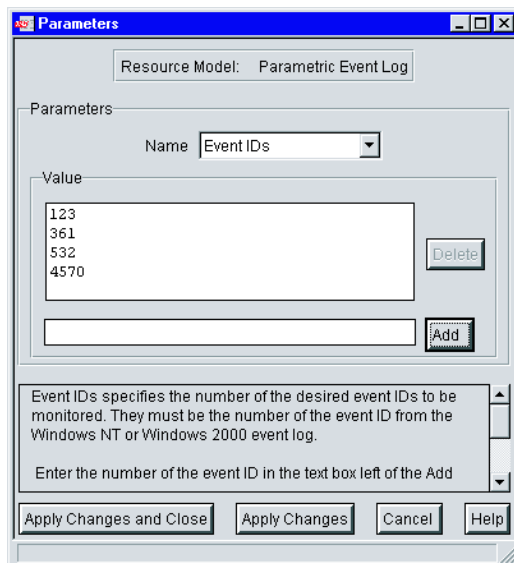 Parameters
Resource Model: Parametric Event Log
Parameters
Name Event IDs
Value
123
361
532
4570
Delete
Add
Event IDs specifies the number of the desired event IDs to be
monitored. They must be the number of the event ID from the
Windows NT or Windows 2000 event log.
Enter the number of the event ID in the text box left of the Add
Apply Changes and Close Apply Changes Cancel Help